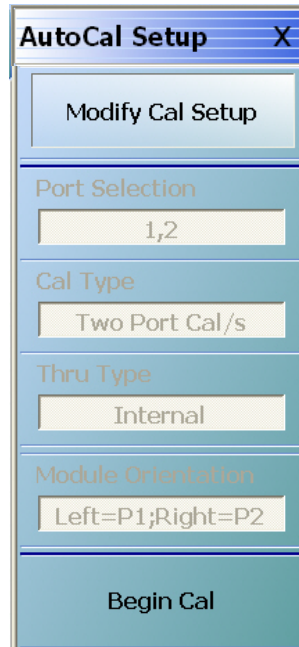 AutoCal Setup X
Modify Cal Setup
Port Selection
1,2
Cal Type
Two Port Cal/s
Thru Type
Internal
Module Orientation
Left=P1;Right=P2
Begin Cal